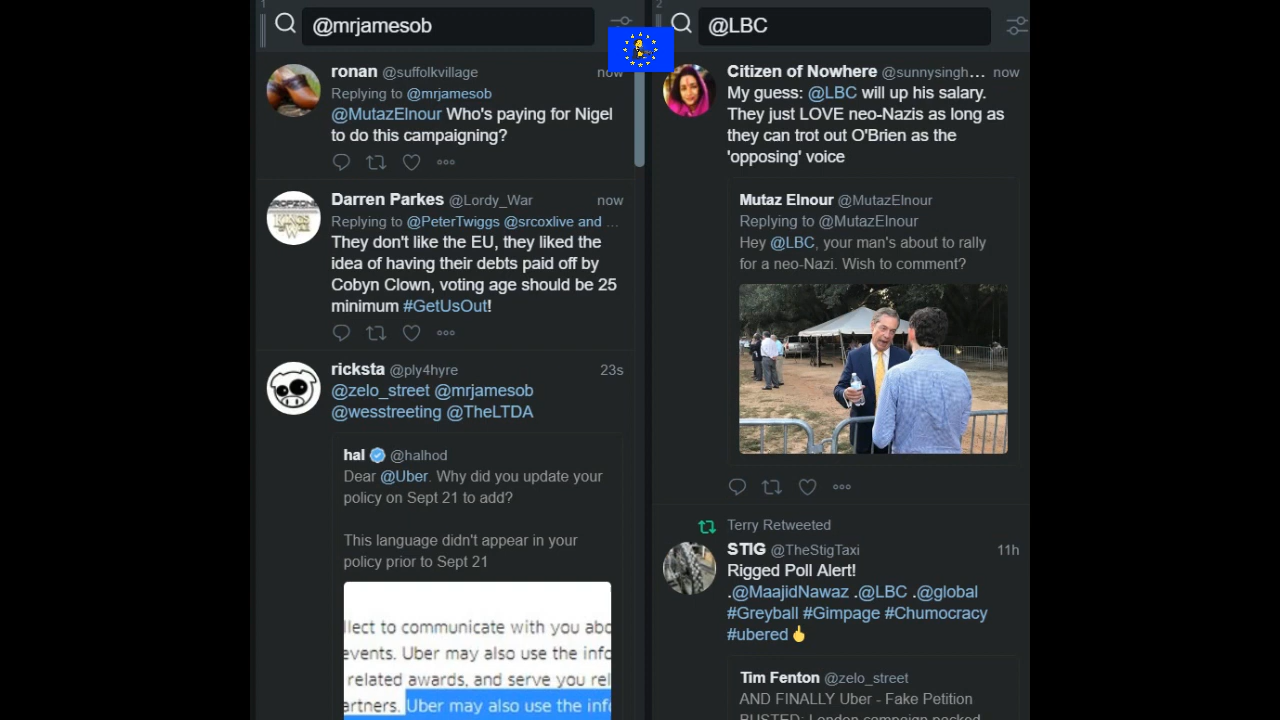 1
@mrjamesob
ronan @suffolkvillage now
Replying to @mrjamesob
@MutazElnour Who's paying for Nigel
to do this campaigning?
Darren Parkes @Lordy_War now
Replying to @PeterTwiggs @srcoxlive and ...
They don't like the EU, they liked the
idea of having their debts paid off by
Cobyn Clown, voting age should be 25
minimum #GetUsOut!
ricksta @ply4hyre 23s
@zelo_street @mrjamesob
@wesstreeting @TheLTDA
hal @halhod
Dear @Uber. Why did you update your
policy on Sept 21 to add?
This language didn't appear in your
policy prior to Sept 21
llect to communicate with you abo
events. Uber may also use the info
related awards, and serve you rel
artners. Uber may also use the info
2
@LBC
Citizen of Nowhere @sunnysingh... now
My guess: @LBC will up his salary.
They just LOVE neo-Nazis as long as
they can trot out O'Brien as the
'opposing' voice
Mutaz Elnour @MutazElnour
Replying to @MutazElnour
Hey @LBC, your man's about to rally
for a neo-Nazi. Wish to comment?
Terry Retweeted
STIG @TheStigTaxi 11h
Rigged Poll Alert!
.@MaajidNawaz .@LBC .@global
#Greyball #Gimpage #Chumocracy
#ubered🖕
Tim Fenton @zelo_street
AND FINALLY Uber - Fake Petition
BUSTED: London campaign packed